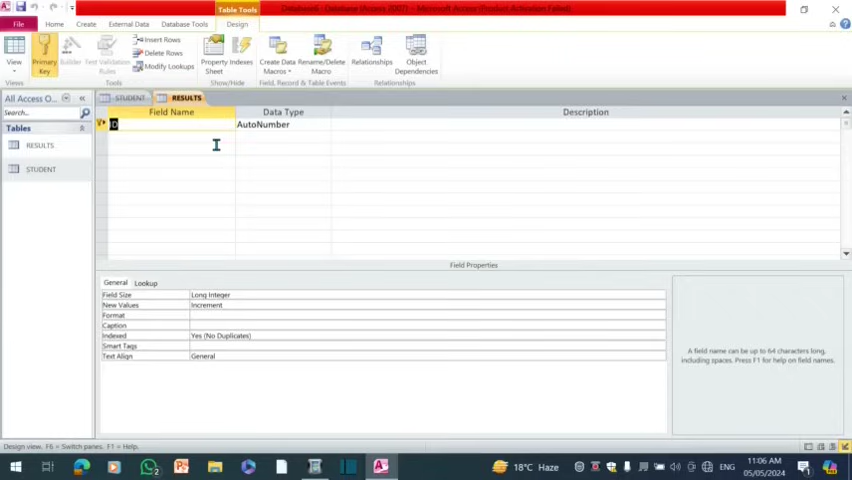 Table Tools
Database6 : Database (Access 2007) - Microsoft Access (Product Activation Failed)
File Home Create External Data Database Tools Design
View
Primary Key
Builder
Test Validation Rules
Insert Rows
Delete Rows
Modify Lookups
Property Sheet
Indexes
Create Data Macros
Rename/Delete Macro
Relationships
Object Dependencies
Views Tools Show/Hide Field, Record & Table Events Relationships
All Access O...
Search...
Tables
RESULTS
STUDENT
STUDENT RESULTS
Field Name Data Type Description
ID AutoNumber
Field Properties
General Lookup
Field Size Long Integer
New Values Increment
Format
Caption
Indexed Yes (No Duplicates)
Smart Tags
Text Align General
A field name can be up to 64 characters long,
including spaces. Press F1 for help on field names.
Design view. F6 = Switch panes. F1 = Help.
2
18°C Haze
ENG
11:06 AM
05/05/2024